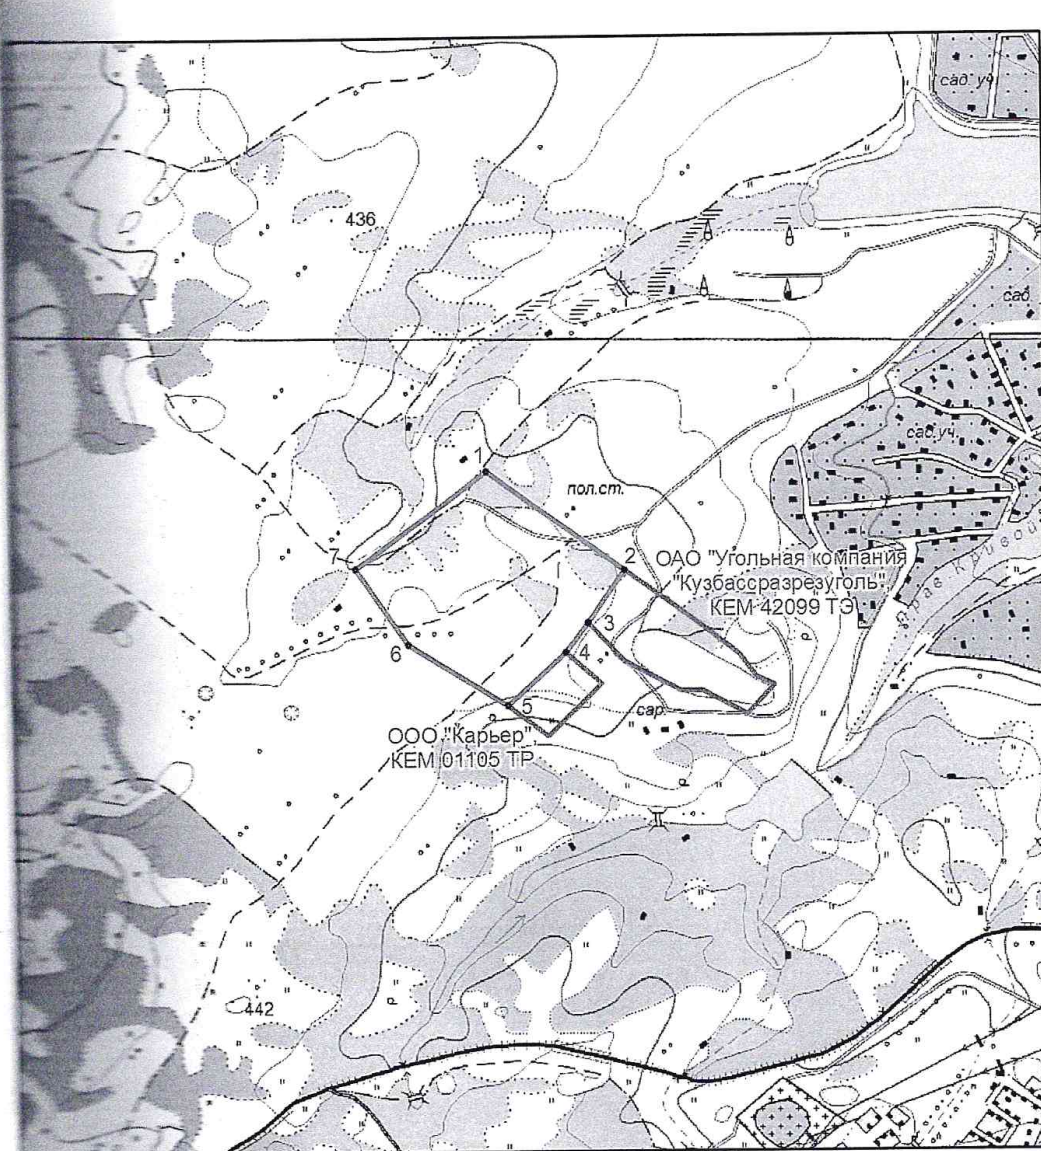 сад. уч.
436
сад.
сад.уч.
1
пол.ст.
7
2
ОАО "Угольная компания
"Кузбассразрезуголь",
КЕМ 42099 ТЭ
3
4
6
5
сар.
ООО "Карьер",
КЕМ 01105 ТР
442